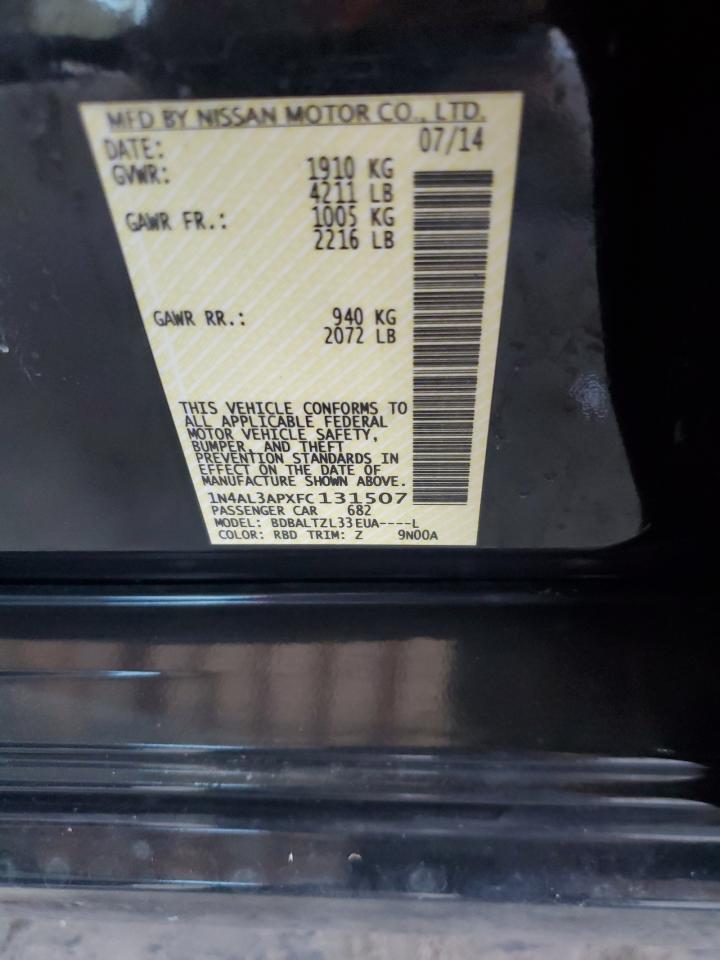 MFD BY NISSAN MOTOR CO., LTD.
DATE: 07/14
GVWR: 1910 KG
4211 LB
GAWR FR.: 1005 KG
2216 LB
GAWR RR.: 940 KG
2072 LB
THIS VEHICLE CONFORMS TO
ALL APPLICABLE FEDERAL
MOTOR VEHICLE SAFETY,
BUMPER, AND THEFT
PREVENTION STANDARDS IN
EFFECT ON THE DATE OF
MANUFACTURE SHOWN ABOVE.
1N4AL3APXFC131507
PASSENGER CAR 682
MODEL: BDBALTZL33EUA----L
COLOR: RBD TRIM: Z 9N00A